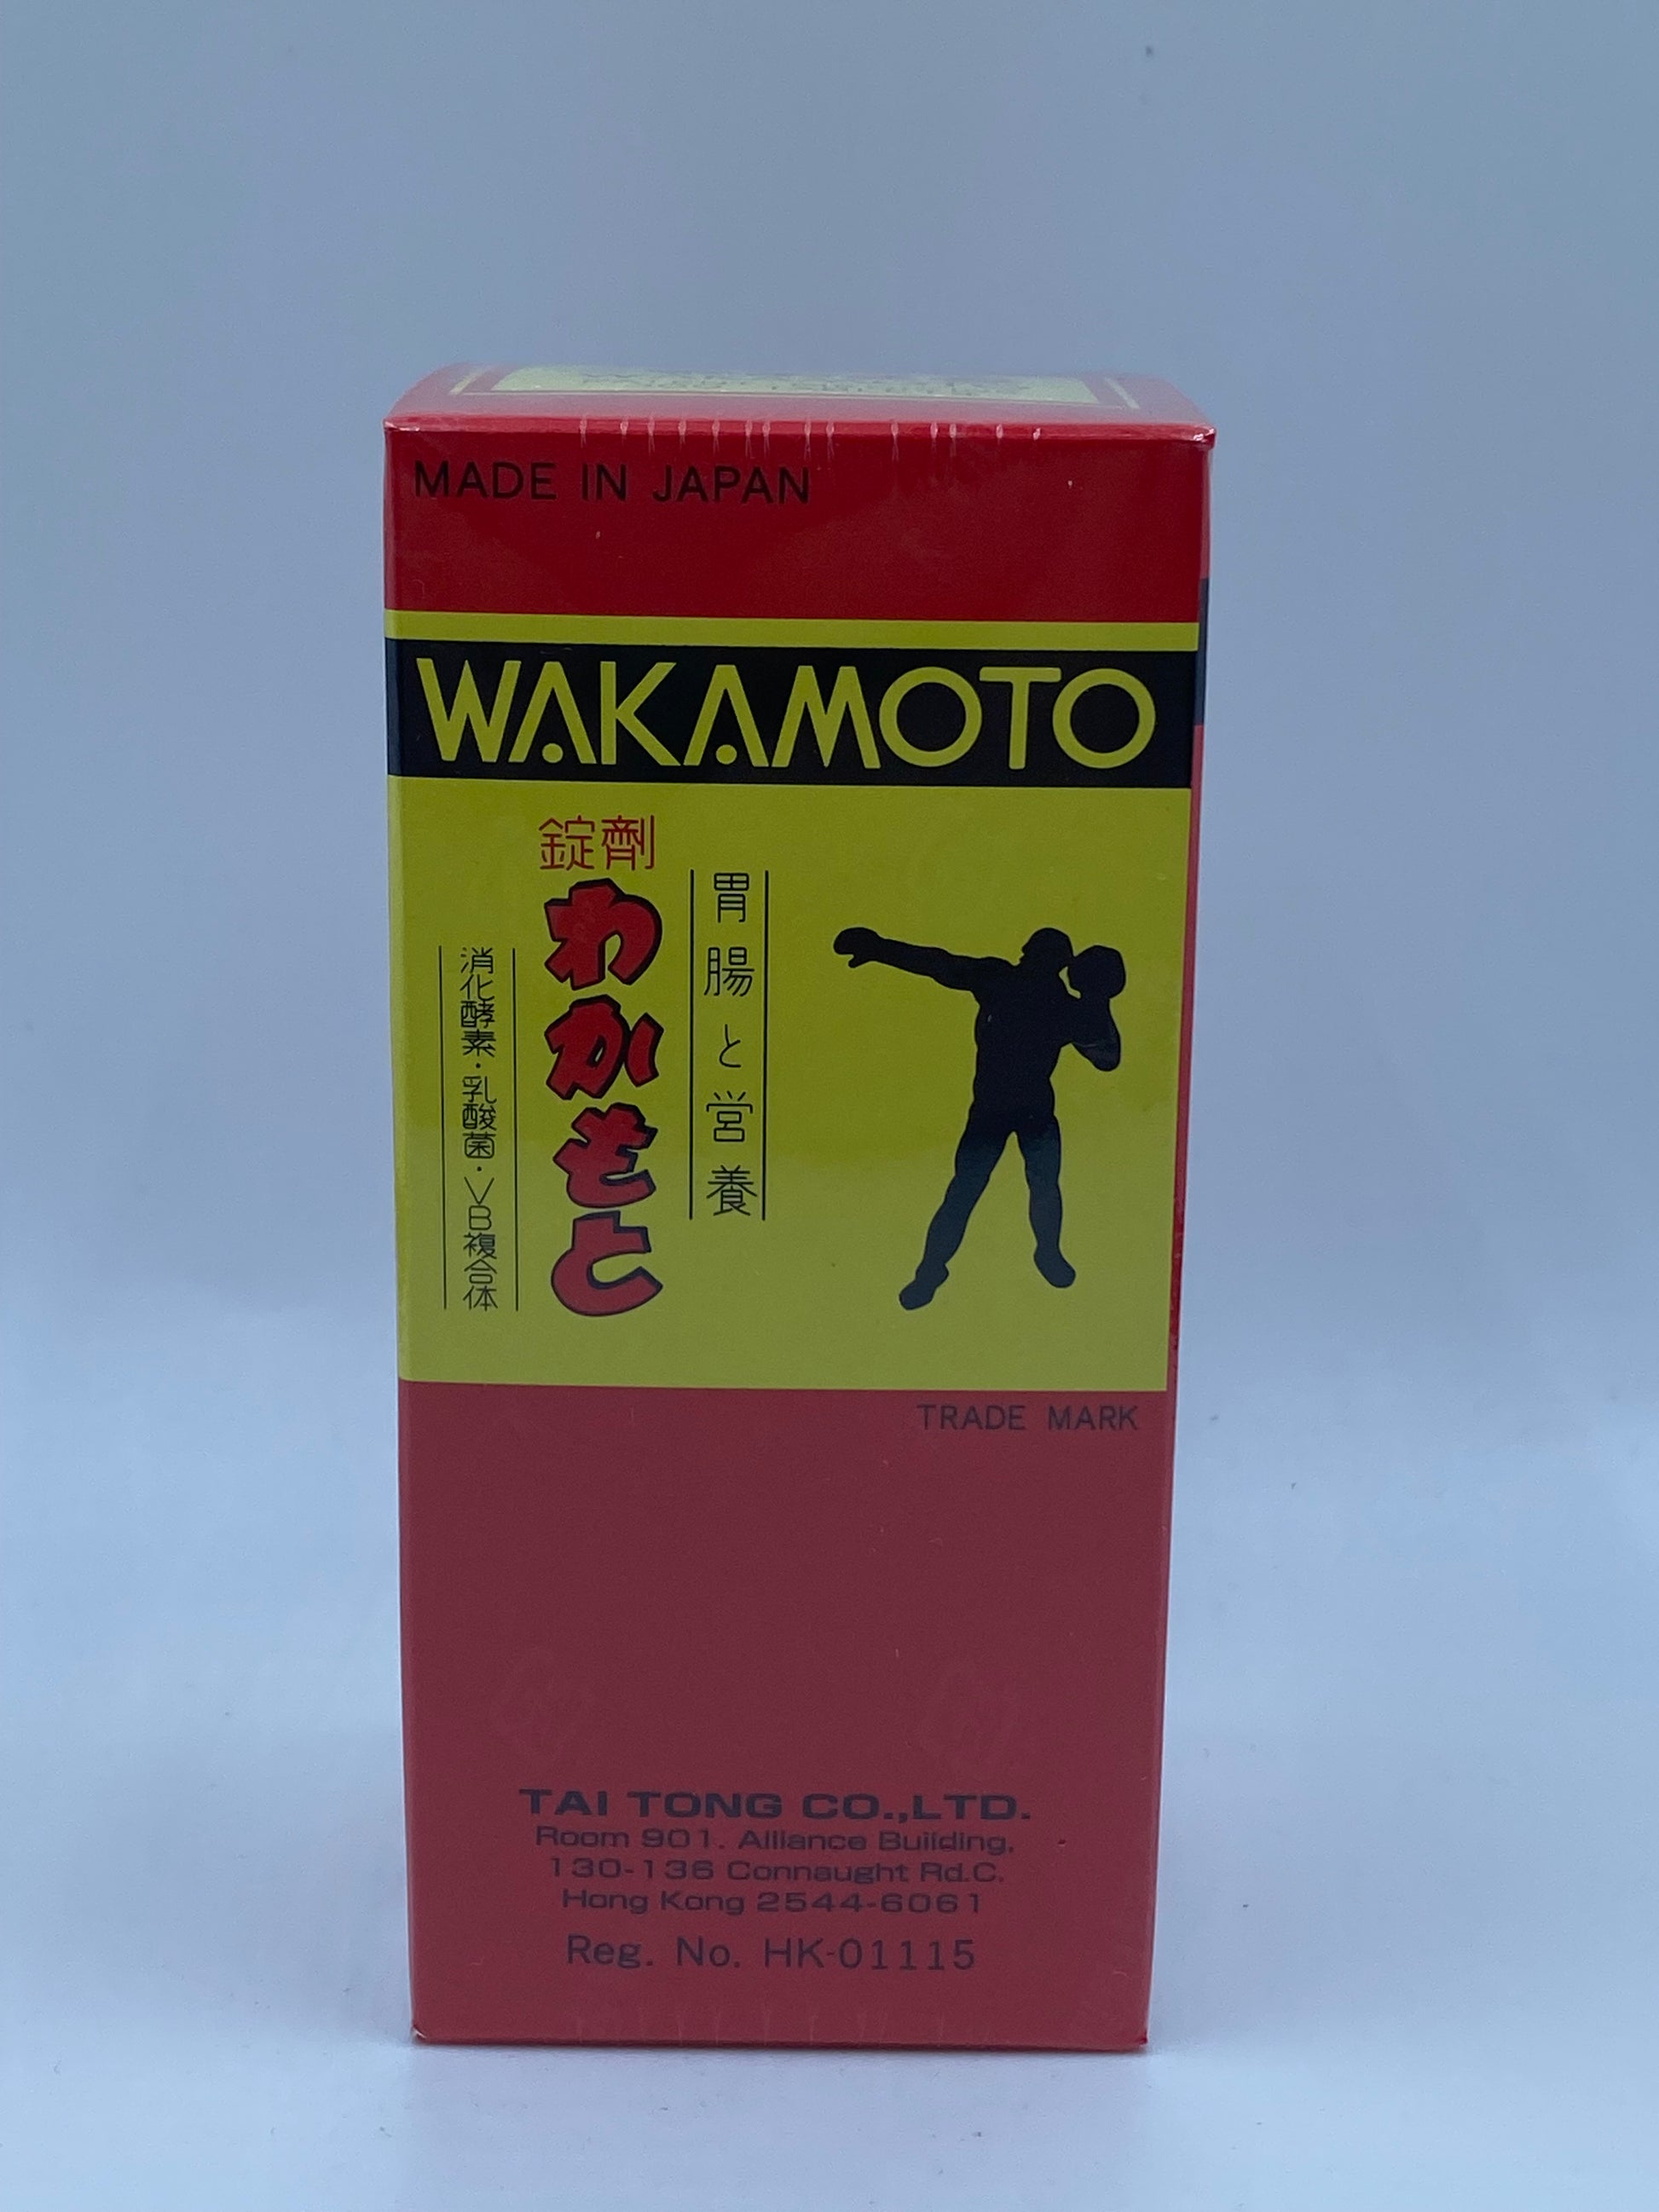 MADE IN JAPAN
WAKAMOTO
錠劑
胃腸と営養
わかもと
消化酵素・乳酸菌・VB複合体
TRADE MARK
TAI TONG CO.,LTD.
Room 901. Alliance Building,
130-136 Connaught Rd.C.
Hong Kong 2544-6061
Reg. No. HK-01115